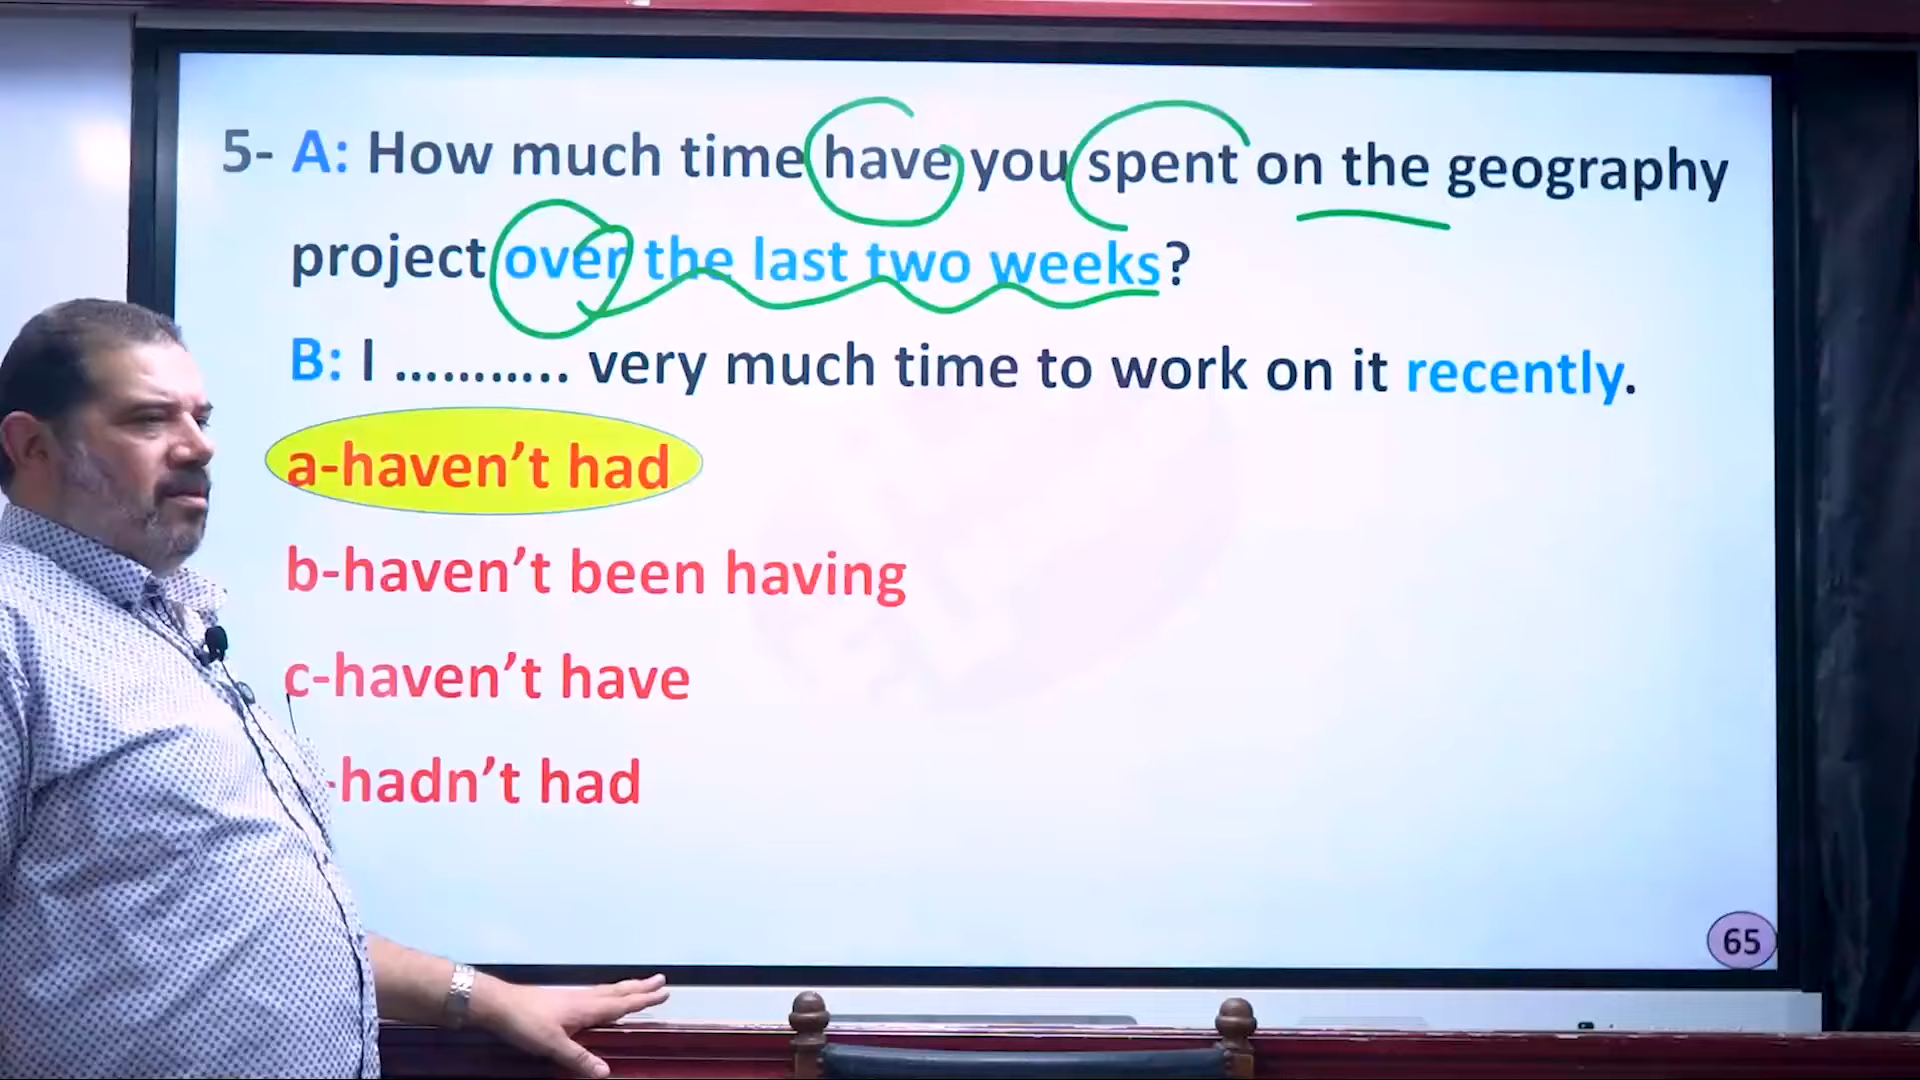 5- A: How much time have you spent on the geography
project over the last two weeks?
B: I ……….. very much time to work on it recently.
a-haven’t had
b-haven’t been having
c-haven’t have
-hadn’t had
65